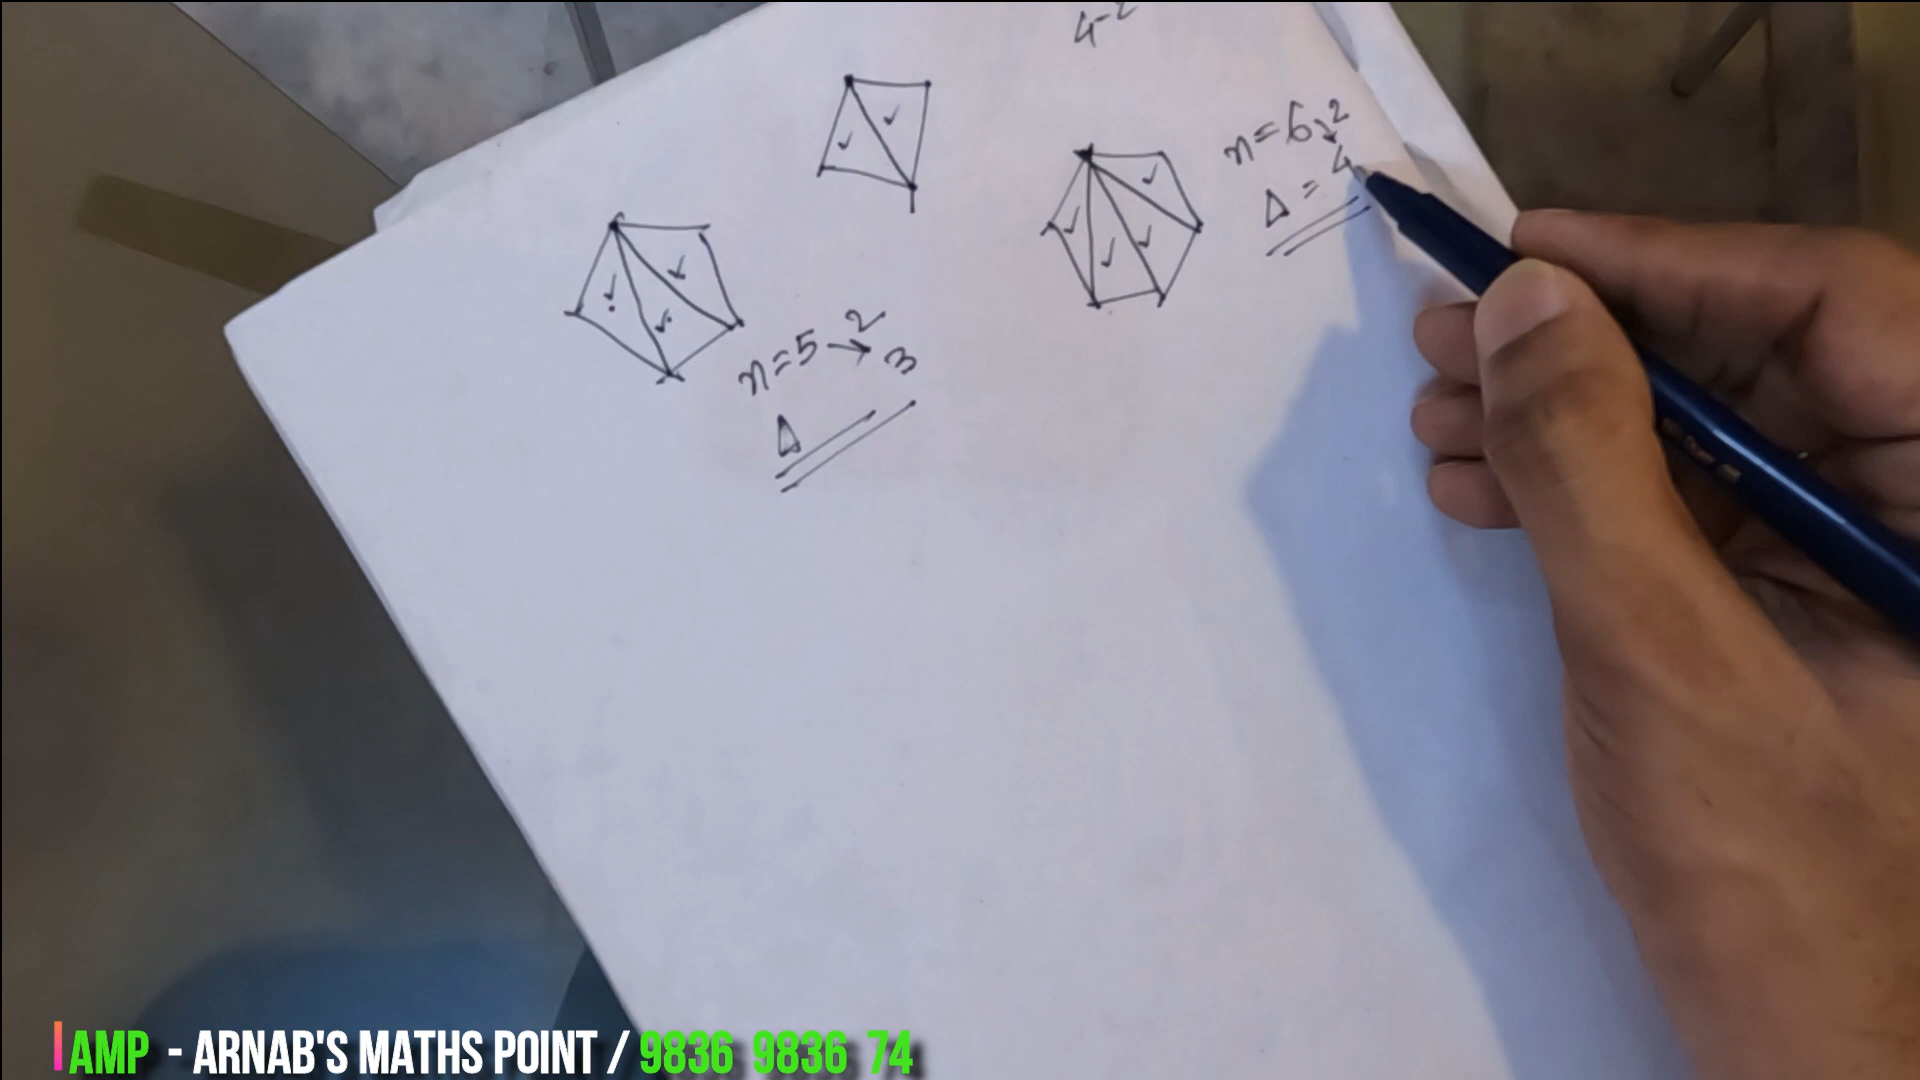 4-2
n=6, 2
Δ = 4
n=5 → 2
3
Δ
AMP - ARNAB'S MATHS POINT / 9836 9836 74